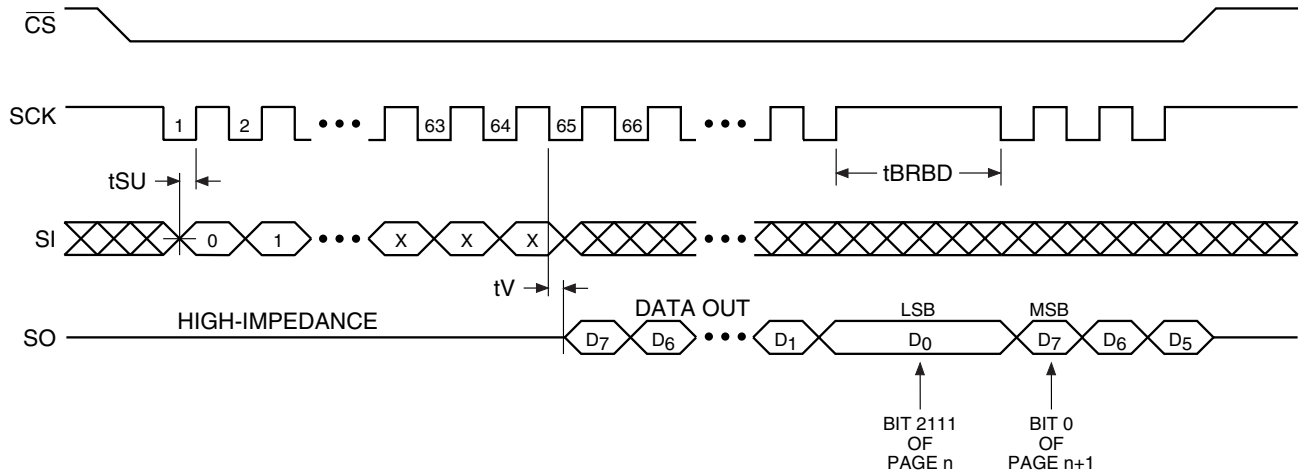 CS
SCK
1 2 ••• 63 64 65 66 •••
tSU
tBRBD
SI
0 1 ••• X X X •••
tV
HIGH-IMPEDANCE
DATA OUT
LSB
MSB
SO
D7 D6 ••• D1 D0 D7 D6 D5
BIT 2111
OF
PAGE n
BIT 0
OF
PAGE n+1